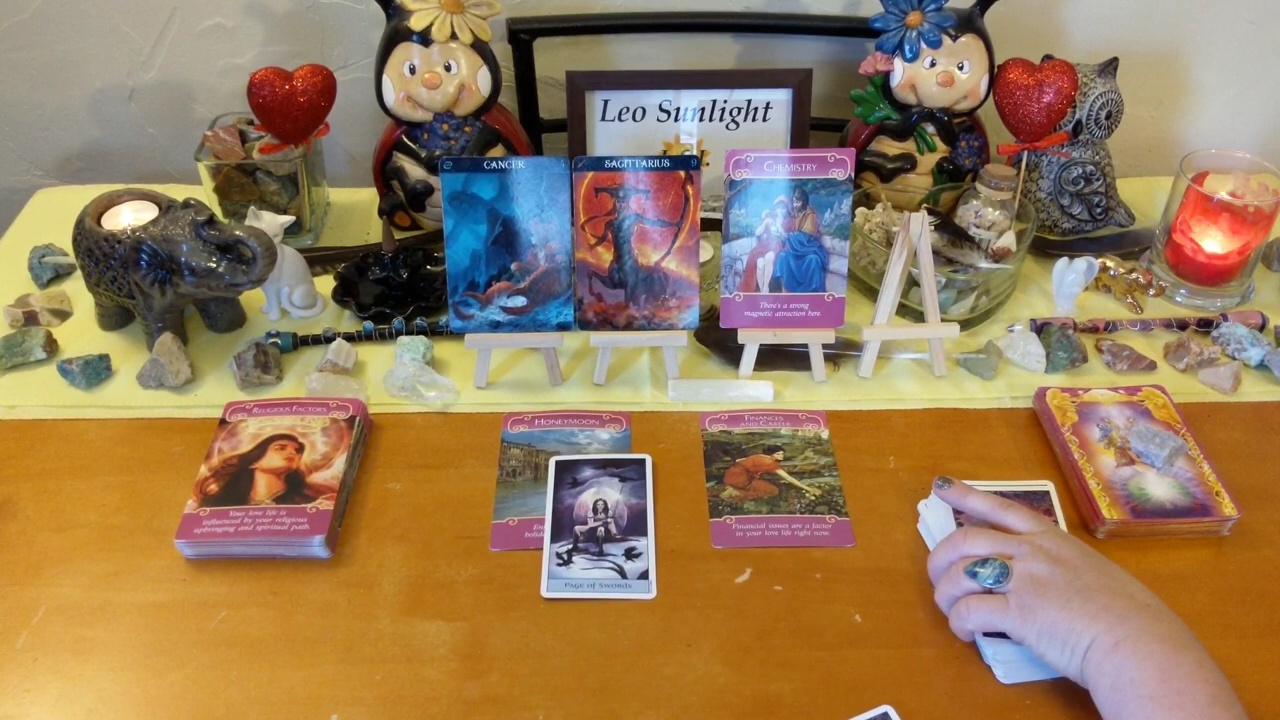 Leo Sunlight
CANCER
SAGITTARIUS 9
CHEMISTRY
There's a strong
magnetic attraction here.
RELIGIOUS FACTORS
Your love life is
influenced by your religious
upbringing and spiritual path.
HONEYMOON
FINANCES
AND CAREER
Financial issues are a factor
in your love life right now.
PAGE OF SWORDS